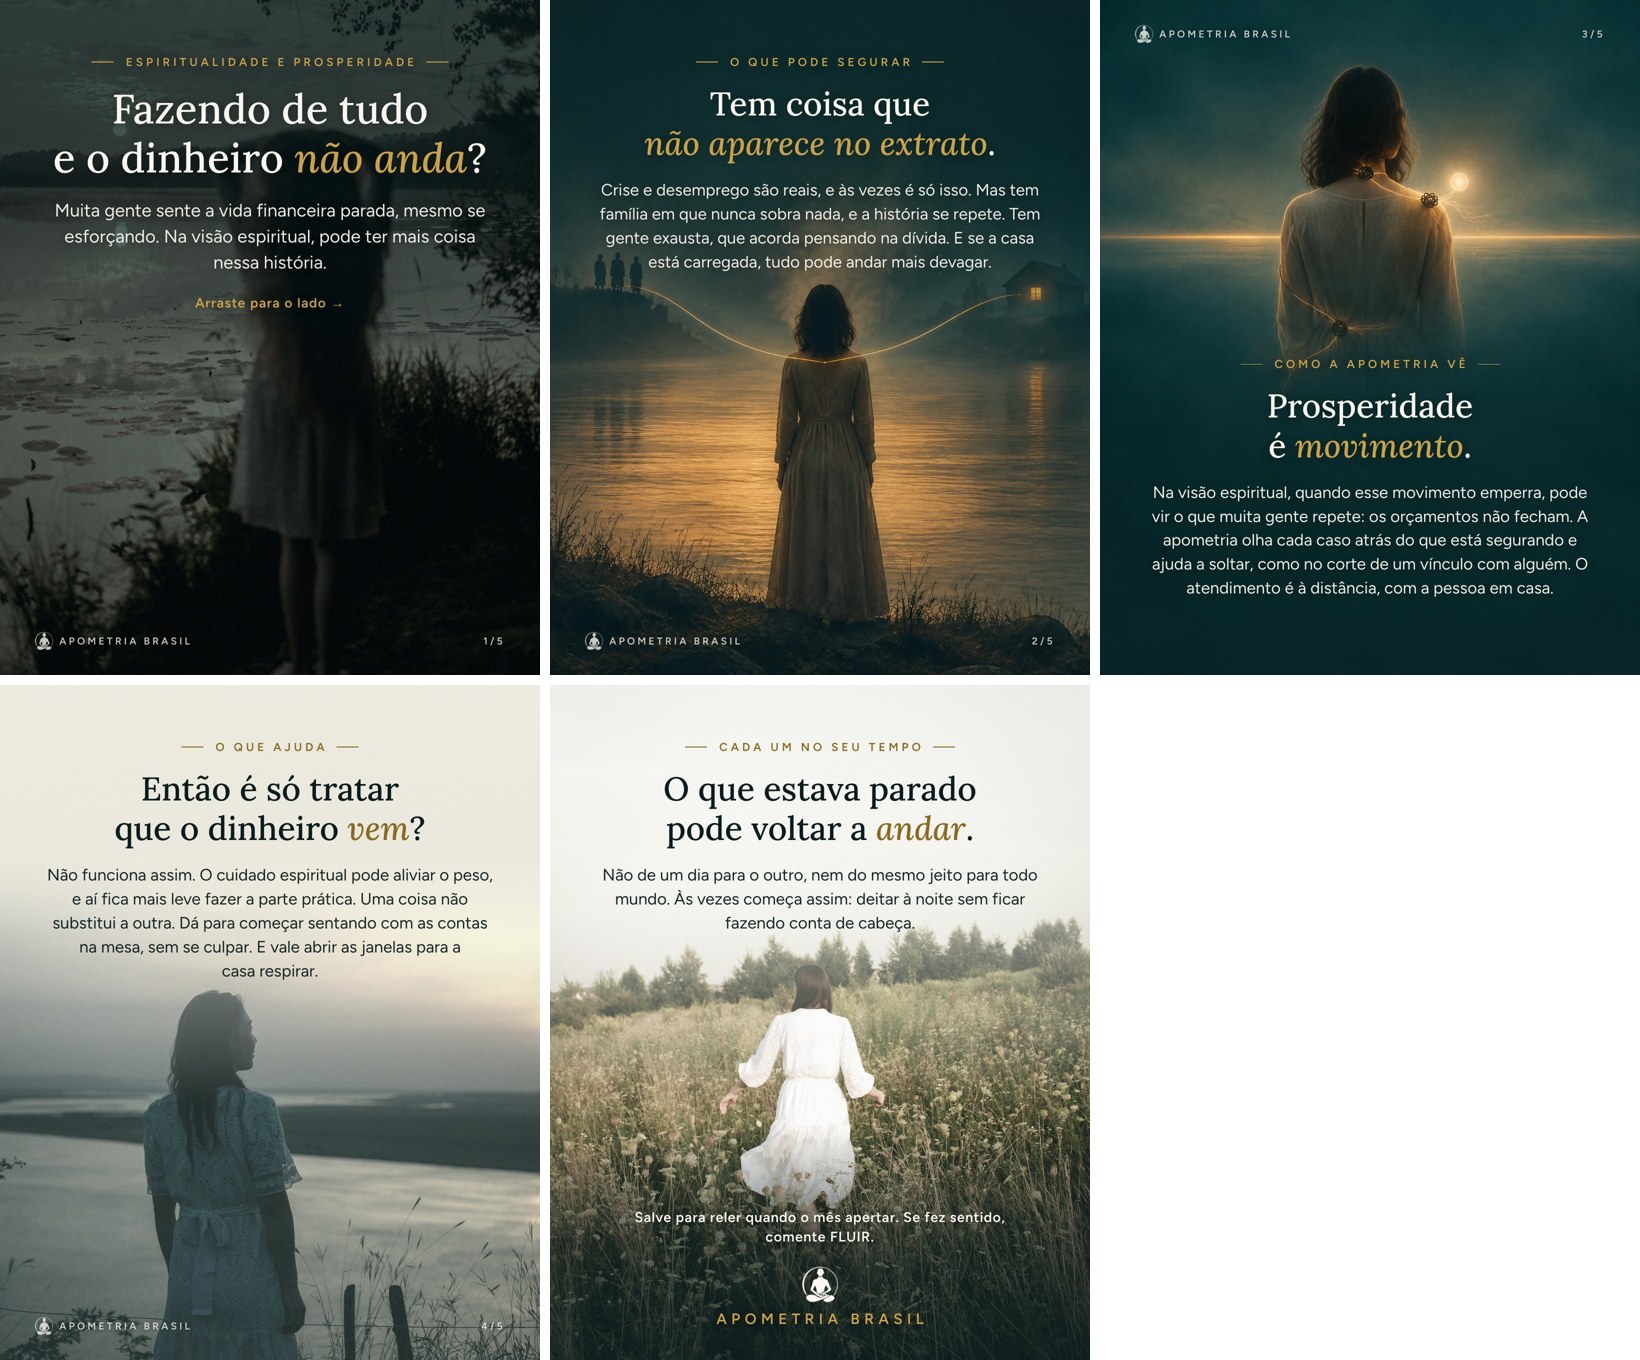 ESPIRITUALIDADE E PROSPERIDADE
Fazendo de tudo
e o dinheiro não anda?
Muita gente sente a vida financeira parada, mesmo se
esforçando. Na visão espiritual, pode ter mais coisa
nessa história.
Arraste para o lado →
APOMETRIA BRASIL
1/5
O QUE PODE SEGURAR
Tem coisa que
não aparece no extrato.
Crise e desemprego são reais, e às vezes é só isso. Mas tem
família em que nunca sobra nada, e a história se repete. Tem
gente exausta, que acorda pensando na dívida. E se a casa
está carregada, tudo pode andar mais devagar.
APOMETRIA BRASIL
2/5
APOMETRIA BRASIL
3/5
COMO A APOMETRIA VÊ
Prosperidade
é movimento.
Na visão espiritual, quando esse movimento emperra, pode
vir o que muita gente repete: os orçamentos não fecham. A
apometria olha cada caso atrás do que está segurando e
ajuda a soltar, como no corte de um vínculo com alguém. O
atendimento é à distância, com a pessoa em casa.
O QUE AJUDA
Então é só tratar
que o dinheiro vem?
Não funciona assim. O cuidado espiritual pode aliviar o peso,
e aí fica mais leve fazer a parte prática. Uma coisa não
substitui a outra. Dá para começar sentando com as contas
na mesa, sem se culpar. E vale abrir as janelas para a
casa respirar.
APOMETRIA BRASIL
4/5
CADA UM NO SEU TEMPO
O que estava parado
pode voltar a andar.
Não de um dia para o outro, nem do mesmo jeito para todo
mundo. Às vezes começa assim: deitar à noite sem ficar
fazendo conta de cabeça.
Salve para reler quando o mês apertar. Se fez sentido,
comente FLUIR.
APOMETRIA BRASIL